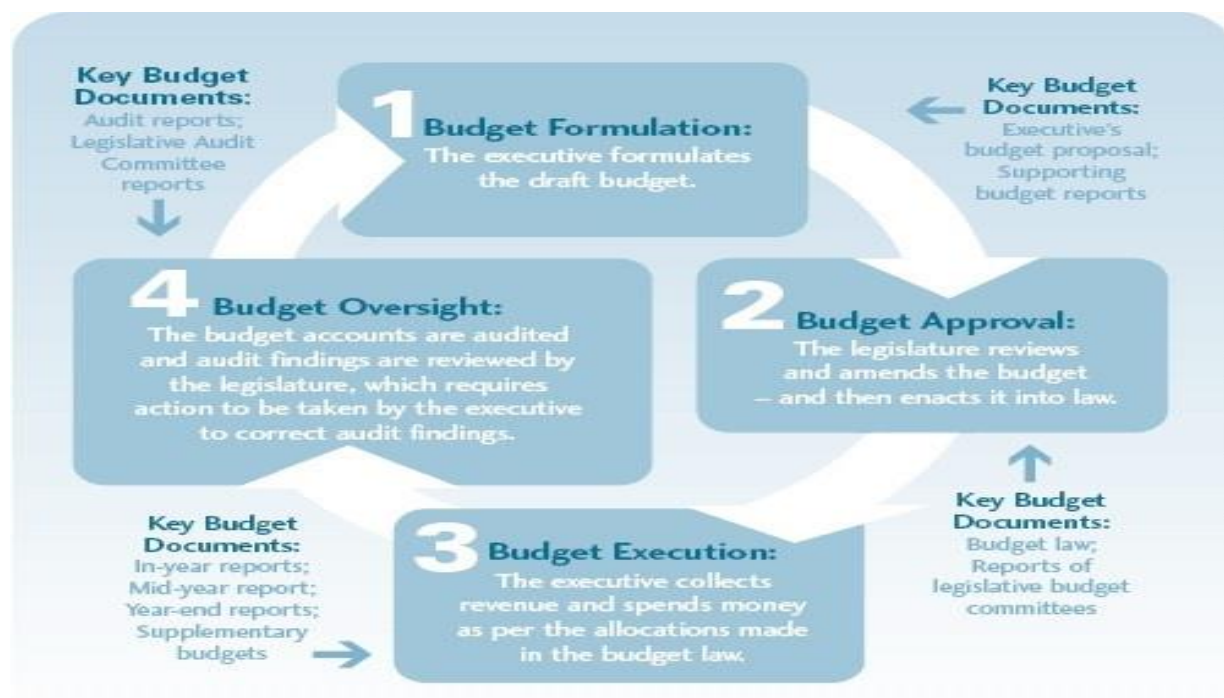 Key Budget
Documents:
Audit reports;
Legislative Audit
Committee
reports
1 Budget Formulation:
The executive formulates
the draft budget.
Key Budget
Documents:
Executive's
budget proposal;
Supporting
budget reports
2 Budget Approval:
The legislature reviews
and amends the budget
– and then enacts it into law.
Key Budget
Documents:
Budget law;
Reports of
legislative budget
committees
3 Budget Execution:
The executive collects
revenue and spends money
as per the allocations made
in the budget law.
Key Budget
Documents:
In-year reports;
Mid-year report;
Year-end reports;
Supplementary
budgets
4 Budget Oversight:
The budget accounts are audited
and audit findings are reviewed by
the legislature, which requires
action to be taken by the executive
to correct audit findings.